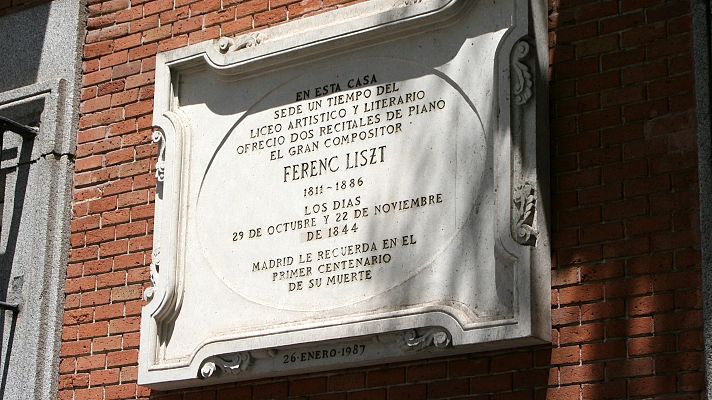 EN ESTA CASA
SEDE UN TIEMPO DEL
LICEO ARTISTICO Y LITERARIO
OFRECIO DOS RECITALES DE PIANO
EL GRAN COMPOSITOR
FERENC LISZT
1811 - 1886
LOS DIAS
29 DE OCTUBRE Y 22 DE NOVIEMBRE
DE 1844
MADRID LE RECUERDA EN EL
PRIMER CENTENARIO
DE SU MUERTE
26-ENERO-1987